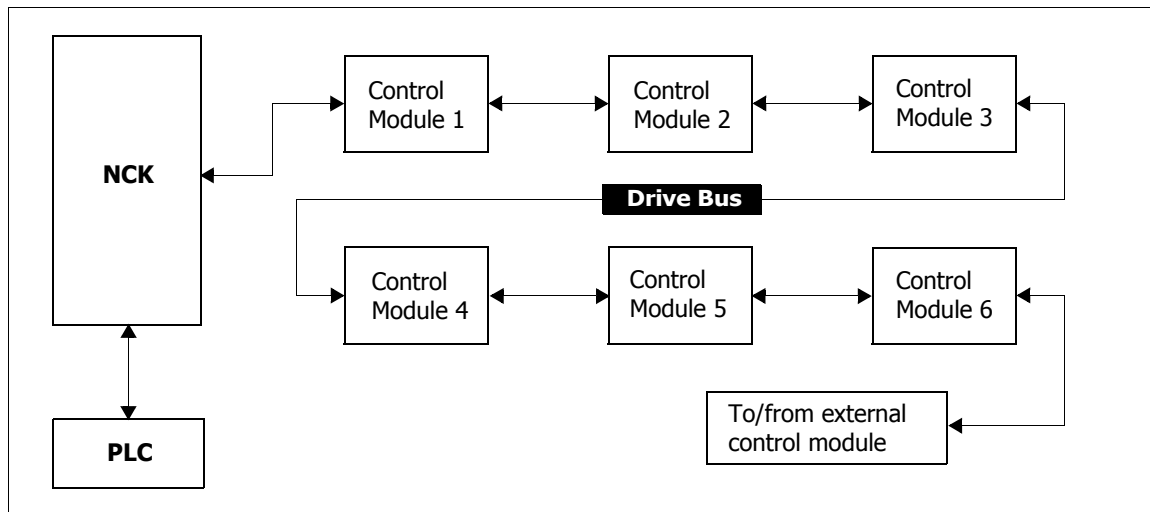 NCK
Control
Module 1
Control
Module 2
Control
Module 3
Drive Bus
Control
Module 4
Control
Module 5
Control
Module 6
To/from external
control module
PLC